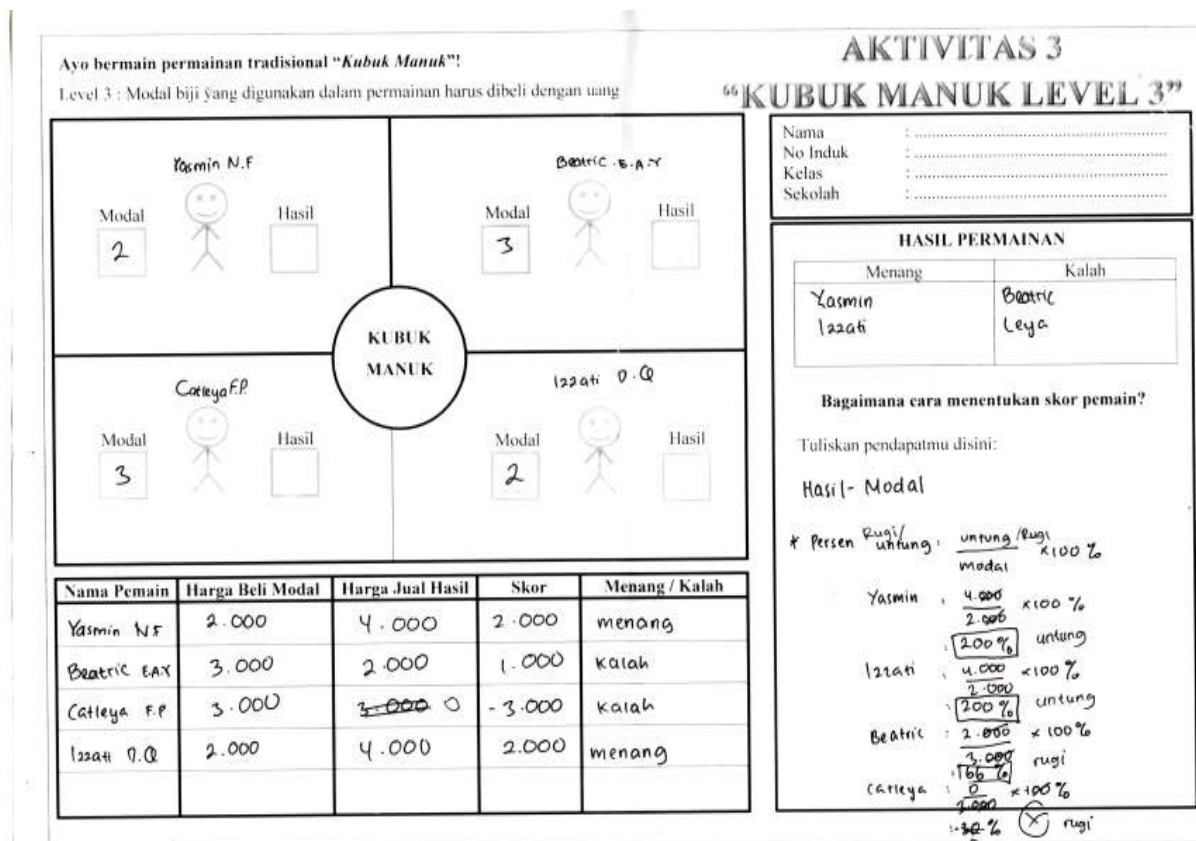 Ayo bermain permainan tradisional “Kubuk Manuk”!
Level 3 : Modal biji yang digunakan dalam permainan harus dibeli dengan uang
Yasmin N.F
Modal Hasil
2
Beatric .E.A.Y
Modal Hasil
3
KUBUK
MANUK
Catleya F.P.
Modal Hasil
3
Izzati D.Q
Modal Hasil
2
Nama Pemain Harga Beli Modal Harga Jual Hasil Skor Menang / Kalah
Yasmin NF 2.000 4.000 2.000 menang
Beatric E.A.Y 3.000 2.000 1.000 Kalah
Catleya F.P 3.000 3.000 0 - 3.000 Kalah
Izzati D.Q 2.000 4.000 2.000 menang
AKTIVITAS 3
“KUBUK MANUK LEVEL 3”
Nama : ........................................................
No Induk : ........................................................
Kelas : ........................................................
Sekolah : ........................................................
HASIL PERMAINAN
Menang Kalah
Yasmin Beatric
Izzati Leya
Bagaimana cara menentukan skor pemain?
Tuliskan pendapatmu disini:
Hasil - Modal
* Persen Rugi/untung : untung /Rugi
modal
×100 %
Yasmin : 4.000
2.000
×100 %
: 200 % untung
Izzati : 4.000
2.000
×100 %
: 200 % untung
Beatric : 2.000
3.000
× 100 %
rugi
66 %
Catleya : 0
3.000
×100 %
% rugi